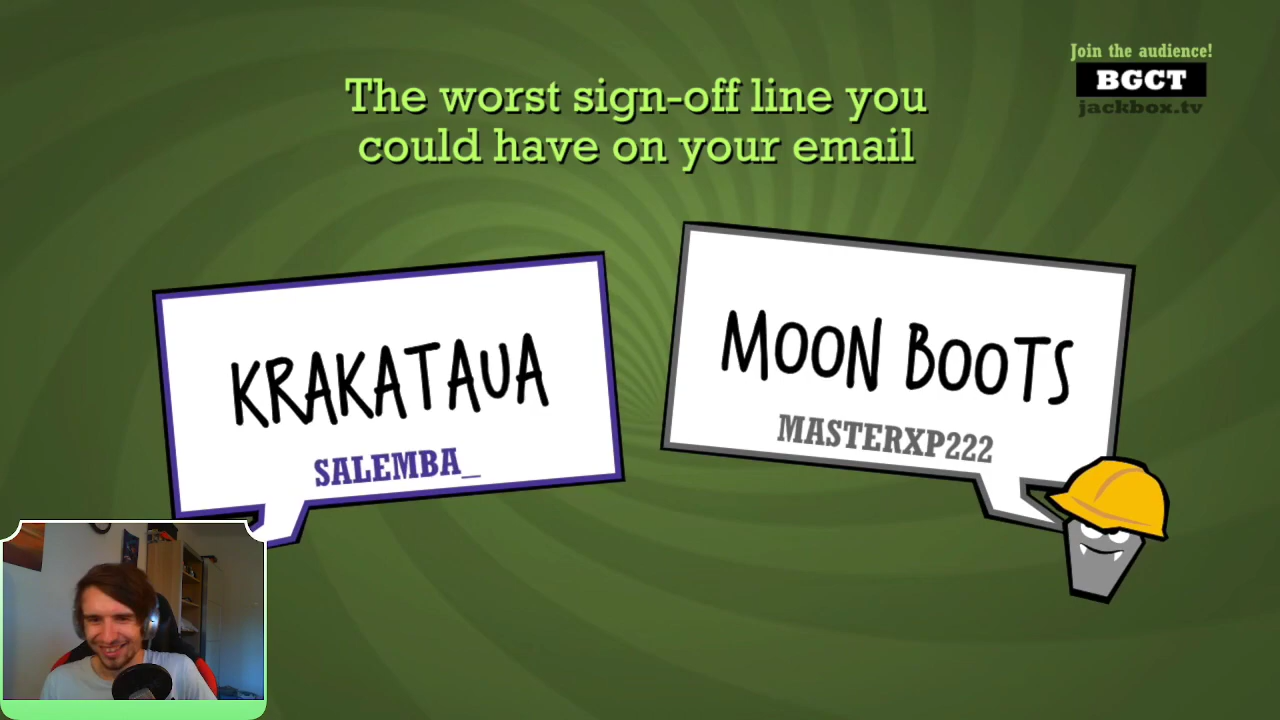 Join the audience!
BGCT
jackbox.tv
The worst sign-off line you
could have on your email
KRAKATAUA
SALEMBA_
MOON BOOTS
MASTERXP222